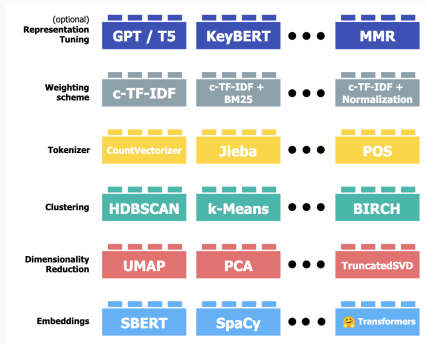 (optional)
Representation
Tuning
GPT / T5
KeyBERT
MMR
Weighting
scheme
c-TF-IDF
c-TF-IDF +
BM25
c-TF-IDF +
Normalization
Tokenizer
CountVectorizer
Jieba
POS
Clustering
HDBSCAN
k-Means
BIRCH
Dimensionality
Reduction
UMAP
PCA
TruncatedSVD
Embeddings
SBERT
SpaCy
🤗 Transformers